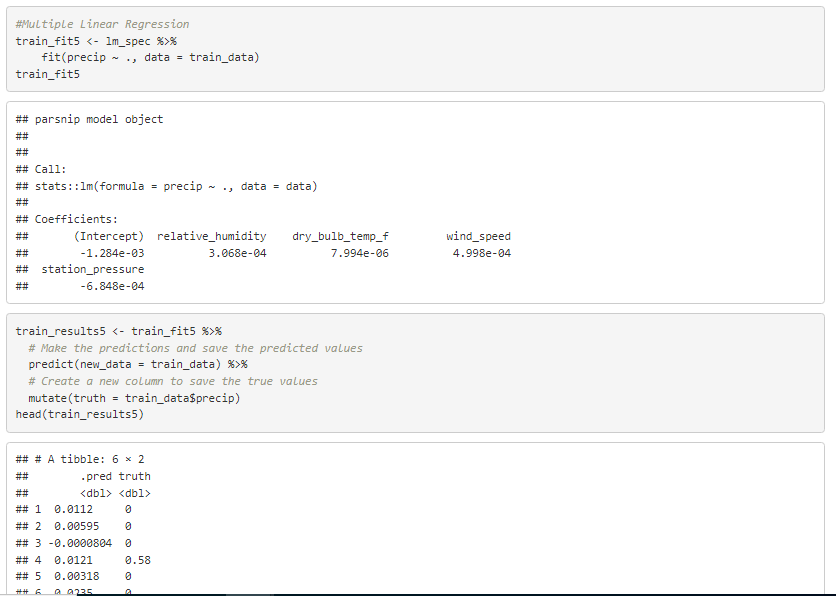 #Multiple Linear Regression
train_fit5 <- lm_spec %>%
    fit(precip ~ ., data = train_data)
train_fit5
## parsnip model object
##
##
## Call:
## stats::lm(formula = precip ~ ., data = data)
##
## Coefficients:
##       (Intercept)  relative_humidity    dry_bulb_temp_f         wind_speed
##        -1.284e-03          3.068e-04          7.994e-06          4.998e-04
##  station_pressure
##        -6.848e-04
train_results5 <- train_fit5 %>%
  # Make the predictions and save the predicted values
  predict(new_data = train_data) %>%
  # Create a new column to save the true values
  mutate(truth = train_data$precip)
head(train_results5)
## # A tibble: 6 × 2
##        .pred truth
##        <dbl> <dbl>
## 1  0.0112     0
## 2  0.00595    0
## 3 -0.0000804  0
## 4  0.0121     0.58
## 5  0.00318    0
## 6  0.0235     0